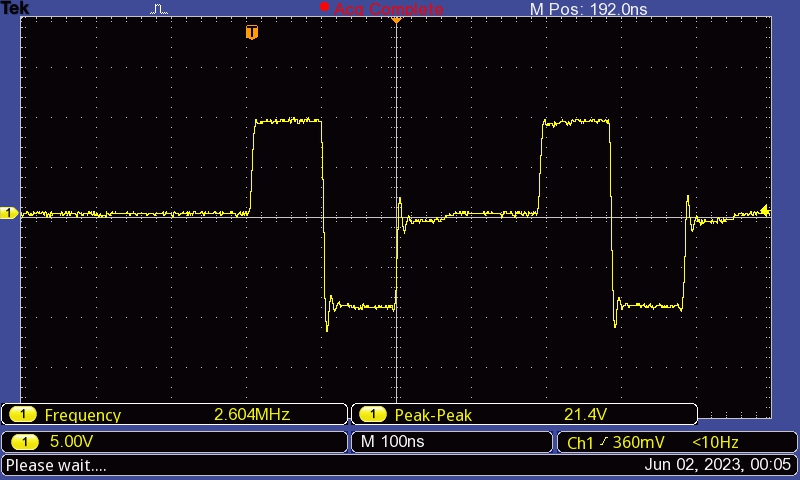 Tek Acq Complete M Pos: 192.0ns
T
1
1 Frequency 2.604MHz 1 Peak-Peak 21.4V
1 5.00V M 100ns Ch1 / 360mV <10Hz
Please wait.... Jun 02, 2023, 00:05